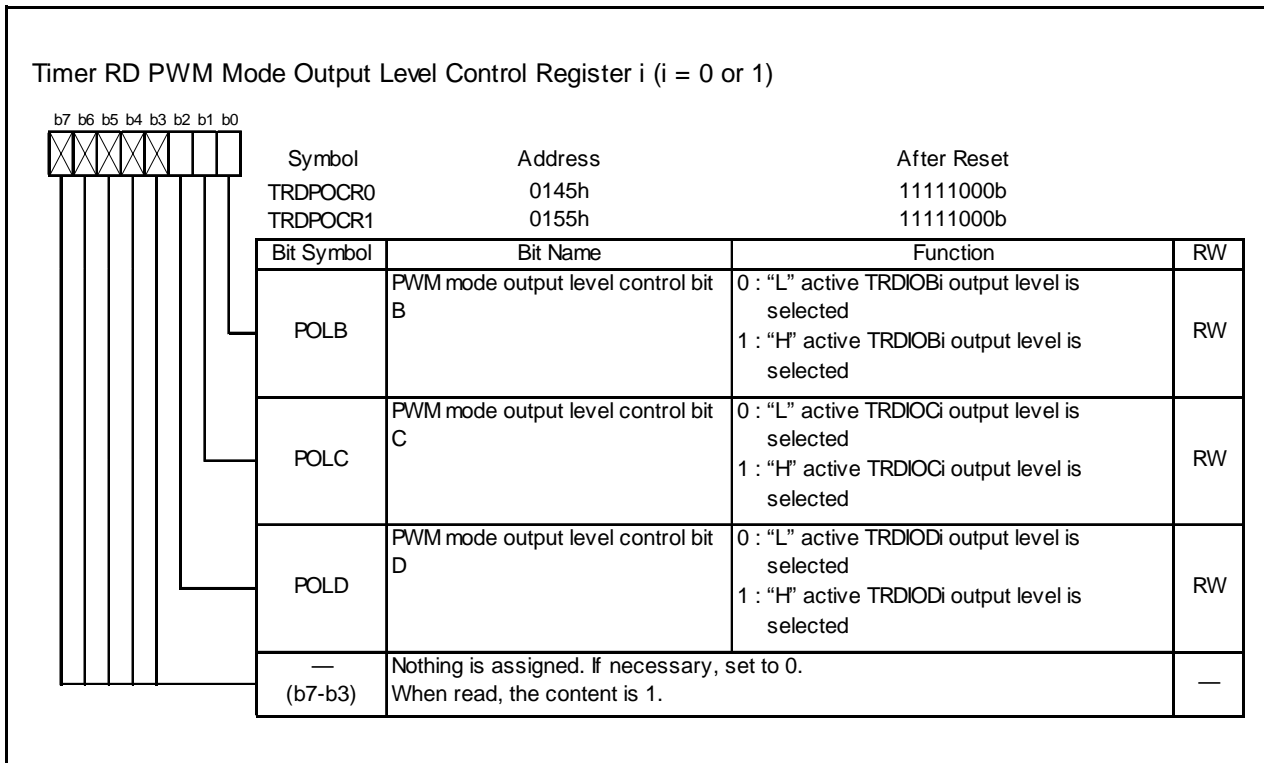 Timer RD PWM Mode Output Level Control Register i (i = 0 or 1)
b7 b6 b5 b4 b3 b2 b1 b0
Symbol Address After Reset
TRDPOCR0 0145h 11111000b
TRDPOCR1 0155h 11111000b
Bit Symbol Bit Name Function RW
POLB
PWM mode output level control bit
B
0 : “L” active TRDIOBi output level is
selected
1 : “H” active TRDIOBi output level is
selected
RW
POLC
PWM mode output level control bit
C
0 : “L” active TRDIOCi output level is
selected
1 : “H” active TRDIOCi output level is
selected
RW
POLD
PWM mode output level control bit
D
0 : “L” active TRDIODi output level is
selected
1 : “H” active TRDIODi output level is
selected
RW
—
(b7-b3)
Nothing is assigned. If necessary, set to 0.
When read, the content is 1.
—